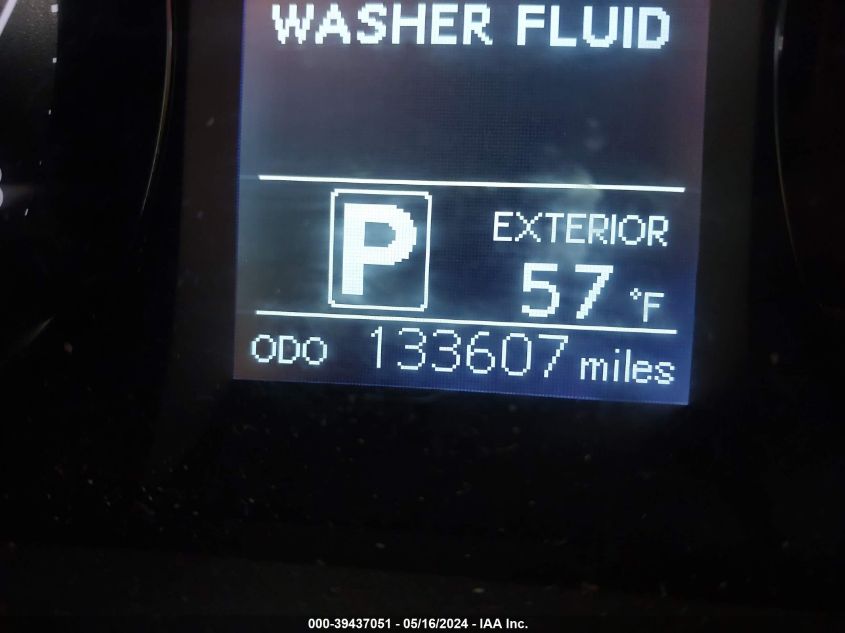 WASHER FLUID
P
EXTERIOR
57 °F
ODO 133607 miles
000-39437051 - 05/16/2024 - IAA Inc.